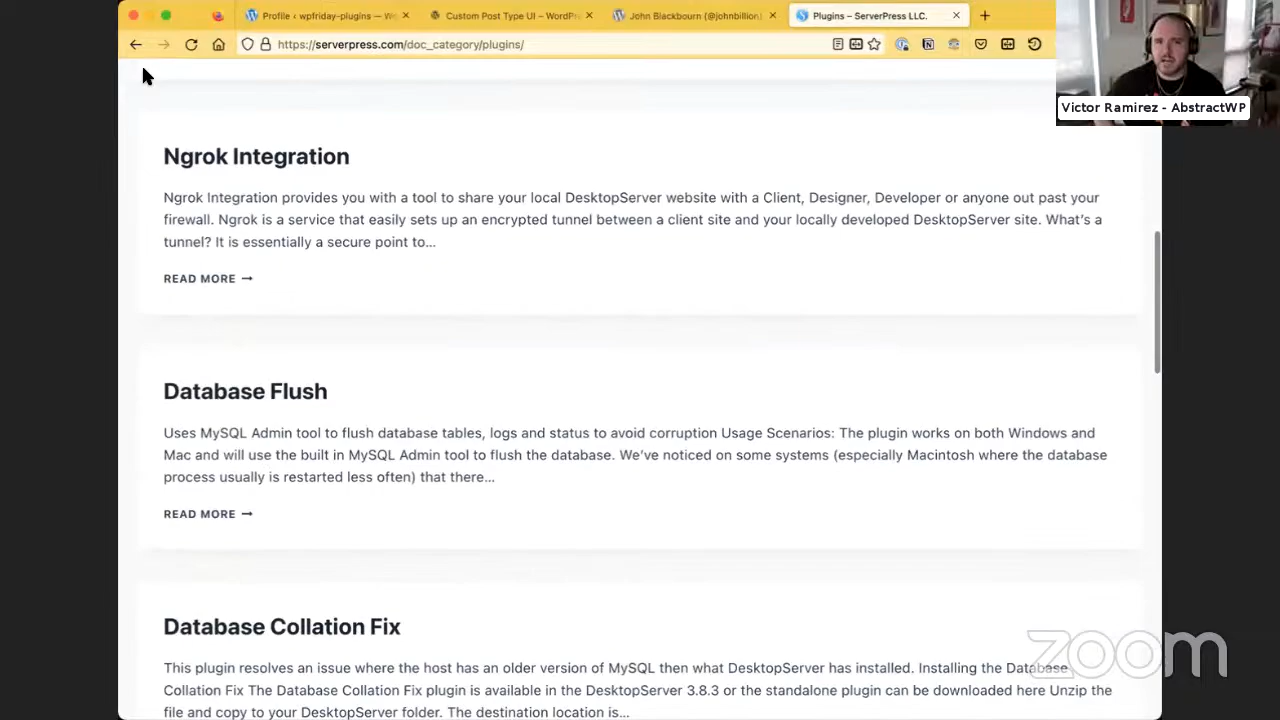 Profile ‹ wpfriday-plugins — W
Custom Post Type UI – WordPr
John Blackbourn (@johnbillion)
Plugins – ServerPress LLC.
https://serverpress.com/doc_category/plugins/
Victor Ramirez - AbstractWP
Ngrok Integration
Ngrok Integration provides you with a tool to share your local DesktopServer website with a Client, Designer, Developer or anyone out past your
firewall. Ngrok is a service that easily sets up an encrypted tunnel between a client site and your locally developed DesktopServer site. What's a
tunnel? It is essentially a secure point to...
READ MORE →
Database Flush
Uses MySQL Admin tool to flush database tables, logs and status to avoid corruption Usage Scenarios: The plugin works on both Windows and
Mac and will use the built in MySQL Admin tool to flush the database. We've noticed on some systems (especially Macintosh where the database
process usually is restarted less often) that there...
READ MORE →
Database Collation Fix
This plugin resolves an issue where the host has an older version of MySQL then what DesktopServer has installed. Installing the Database
Collation Fix The Database Collation Fix plugin is available in the DesktopServer 3.8.3 or the standalone plugin can be downloaded here Unzip the
file and copy to your DesktopServer folder. The destination location is...
zoom